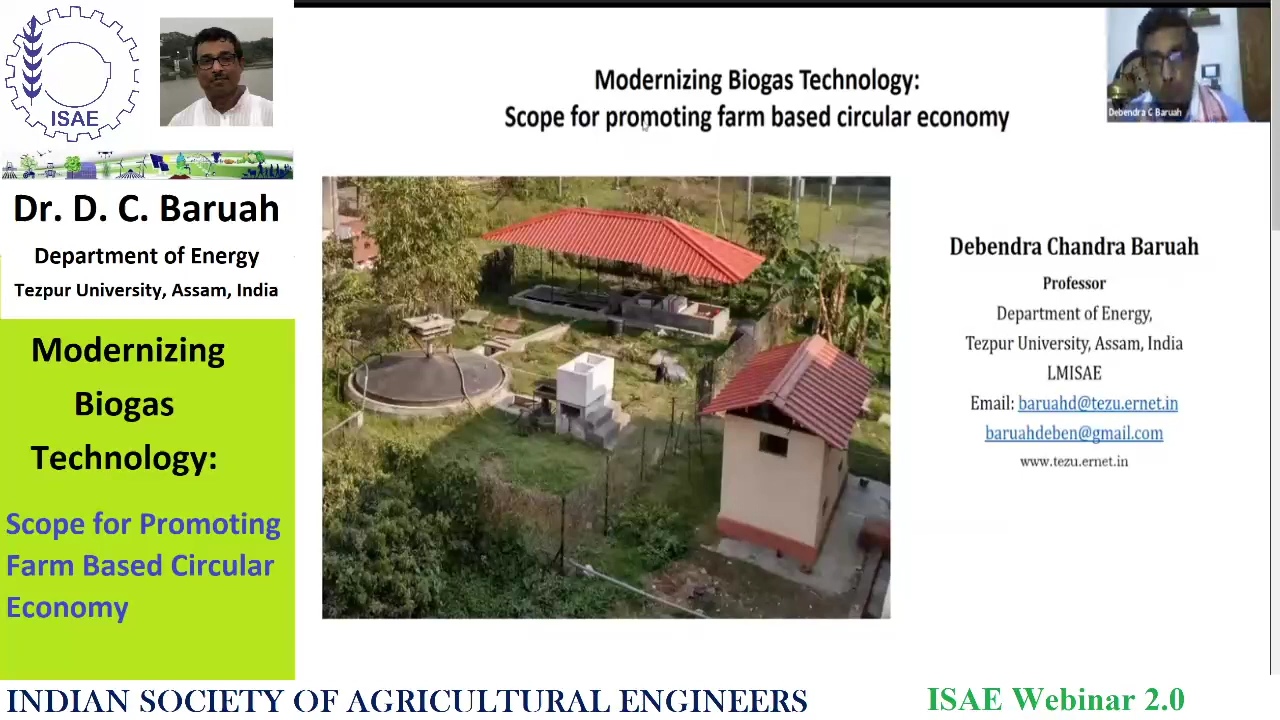 ISAE
Dr. D. C. Baruah
Department of Energy
Tezpur University, Assam, India
Modernizing
Biogas
Technology:
Scope for Promoting
Farm Based Circular
Economy
Modernizing Biogas Technology:
Scope for promoting farm based circular economy
Debendra C Baruah
Debendra Chandra Baruah
Professor
Department of Energy,
Tezpur University, Assam, India
LMISAE
Email: baruahd@tezu.ernet.in
baruahdeben@gmail.com
www.tezu.ernet.in
INDIAN SOCIETY OF AGRICULTURAL ENGINEERS
ISAE Webinar 2.0